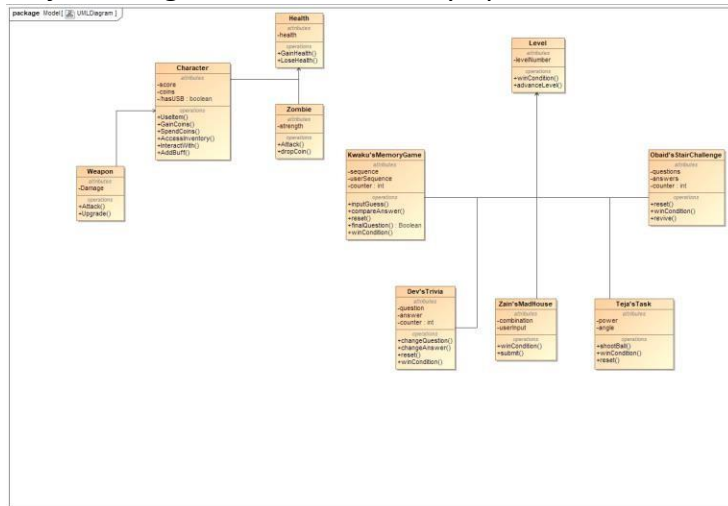 package Model[ UMLDiagram ]
Health
attributes
-health
operations
+GainHealth()
+LoseHealth()
Character
attributes
-score
-coins
-hasUSB : boolean
operations
+UseItem()
+GainCoins()
+SpendCoins()
+AccessInventory()
+InteractWith()
+AddBuff()
Zombie
attributes
-strength
operations
+Attack()
+dropCoin()
Weapon
attributes
-Damage
operations
+Attack()
+Upgrade()
Level
attributes
-levelNumber
operations
+winCondition()
+advanceLevel()
Kwaku'sMemoryGame
attributes
-sequence
-userSequence
-counter : int
operations
+inputGuess()
+compareAnswer()
+reset()
+finalQuestion() : Boolean
+winCondition()
Obaid'sStairChallenge
attributes
-questions
-answers
-counter : int
operations
+reset()
+winCondition()
+revive()
Dev'sTrivia
attributes
-question
-answer
-counter : int
operations
+changeQuestion()
+changeAnswer()
+reset()
+winCondition()
Zain'sMadHouse
attributes
-combination
-userInput
operations
+winCondition()
+submit()
Teja'sTask
attributes
-power
-angle
operations
+shootBall()
+winCondition()
+reset()